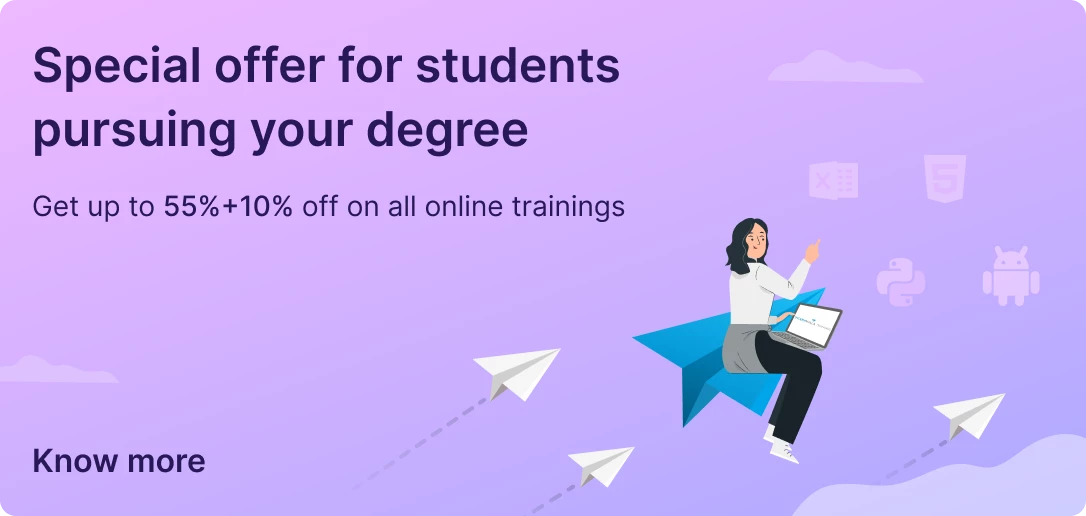 Special offer for students
pursuing your degree
Get up to 55%+10% off on all online trainings
Know more